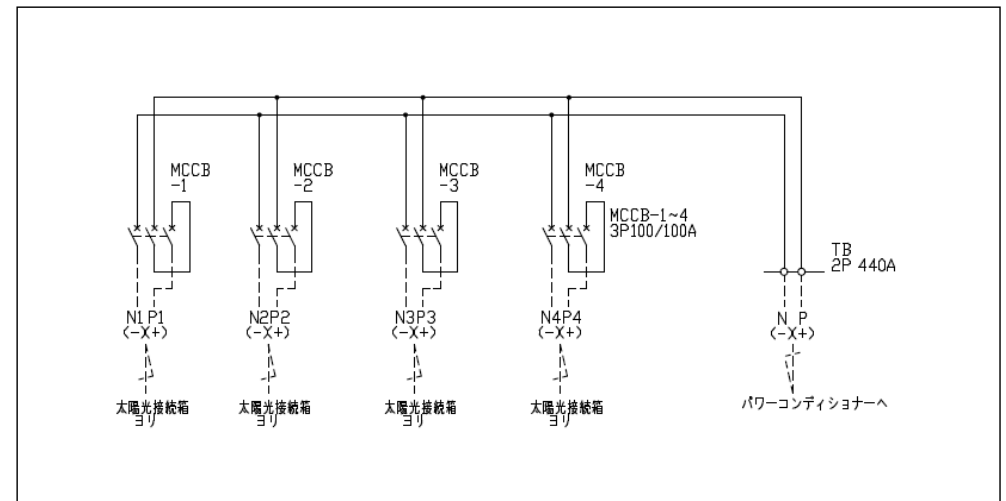 MCCB
-1
MCCB
-2
MCCB
-3
MCCB
-4
MCCB-1~4
3P100/100A
TB
2P 440A
N1 P1
(-)(+)
N2P2
(-)(+)
N3P3
(-)(+)
N4P4
(-)(+)
N P
(-)(+)
太陽光接続箱
ヨリ
太陽光接続箱
ヨリ
太陽光接続箱
ヨリ
太陽光接続箱
ヨリ
パワーコンディショナーへ